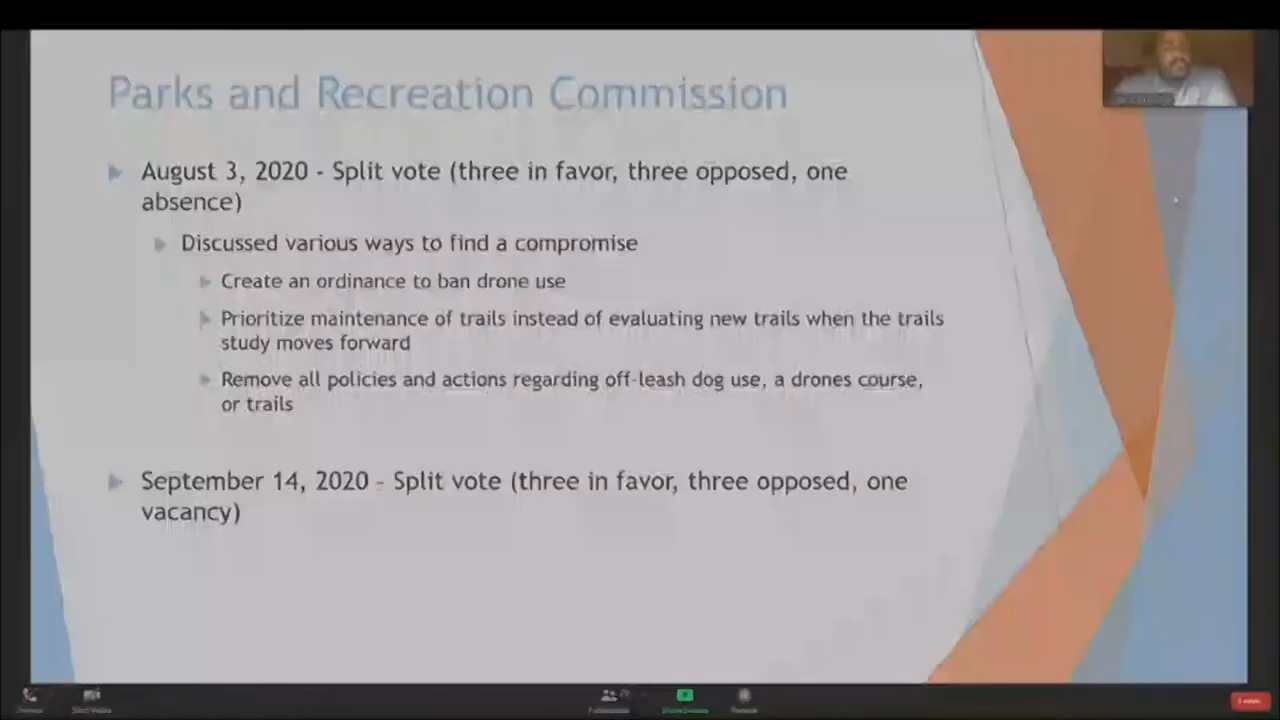 Parks and Recreation Commission
August 3, 2020 - Split vote (three in favor, three opposed, one
absence)
Discussed various ways to find a compromise
Create an ordinance to ban drone use
Prioritize maintenance of trails instead of evaluating new trails when the trails
study moves forward
Remove all policies and actions regarding off-leash dog use, a drones course,
or trails
September 14, 2020 - Split vote (three in favor, three opposed, one
vacancy)